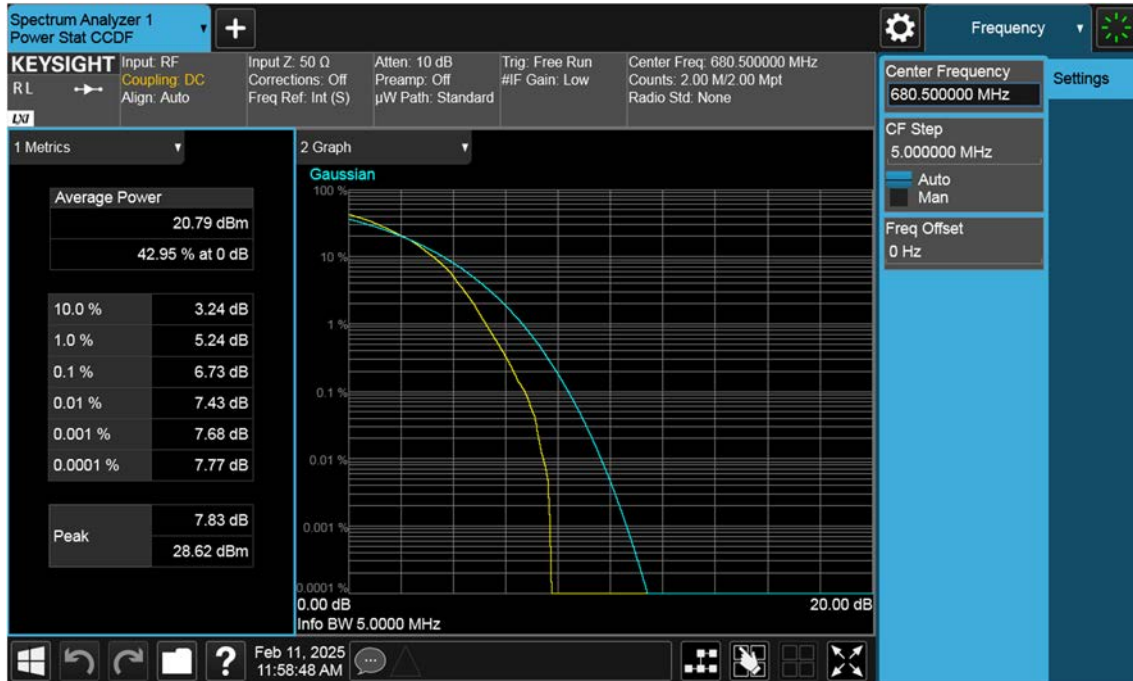 Spectrum Analyzer 1
Power Stat CCDF
Frequency
KEYSIGHT
RL
LXI
Input: RF
Coupling: DC
Align: Auto
Input Z: 50 Ω
Corrections: Off
Freq Ref: Int (S)
Atten: 10 dB
Preamp: Off
µW Path: Standard
Trig: Free Run
#IF Gain: Low
Center Freq: 680.500000 MHz
Counts: 2.00 M/2.00 Mpt
Radio Std: None
1 Metrics
Average Power
20.79 dBm
42.95 % at 0 dB
10.0 % 3.24 dB
1.0 % 5.24 dB
0.1 % 6.73 dB
0.01 % 7.43 dB
0.001 % 7.68 dB
0.0001 % 7.77 dB
Peak
7.83 dB
28.62 dBm
2 Graph
Gaussian
100 %
10 %
1 %
0.1 %
0.01 %
0.001 %
0.0001 %
0.00 dB 20.00 dB
Info BW 5.0000 MHz
Center Frequency
680.500000 MHz
Settings
CF Step
5.000000 MHz
Auto
Man
Freq Offset
0 Hz
?
Feb 11, 2025
11:58:48 AM